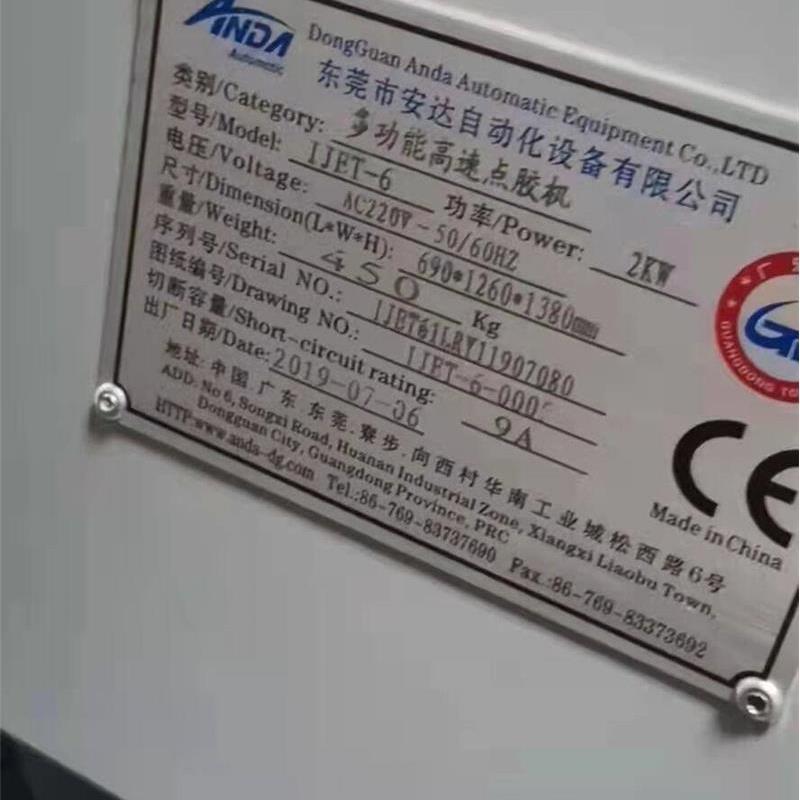 ANDA
Automatic
DongGuan Anda Automatic Equipment Co.,LTD
东莞市安达自动化设备有限公司
类别/Category: 多功能高速点胶机
型号/Model: IJET-6 功率/Power: 2KW
电压/Voltage: AC220V-50/60HZ
尺寸/Dimension(L*W*H): 690*1260*1380mm
重量/Weight: 450 Kg
序列号/Serial NO.: IJET61LRV11907080
图纸编号/Drawing NO.: IJET-6-000
切断容量/Short-circuit rating: 9A
出厂日期/Date: 2019-07-06
地址: 中国.广东.东莞.寮步.向西村华南工业城松西路6号
ADD: No 6, Songxi Road, Huanan Industrial Zone, Xiangxi Liaobu Town,
Dongguan City, Guangdong Province, PRC
HTTP:www.anda-dg.com Tel.:86-769-83737690 Fax.:86-769-83373692
广
GUANGDONG
CE
Made in China